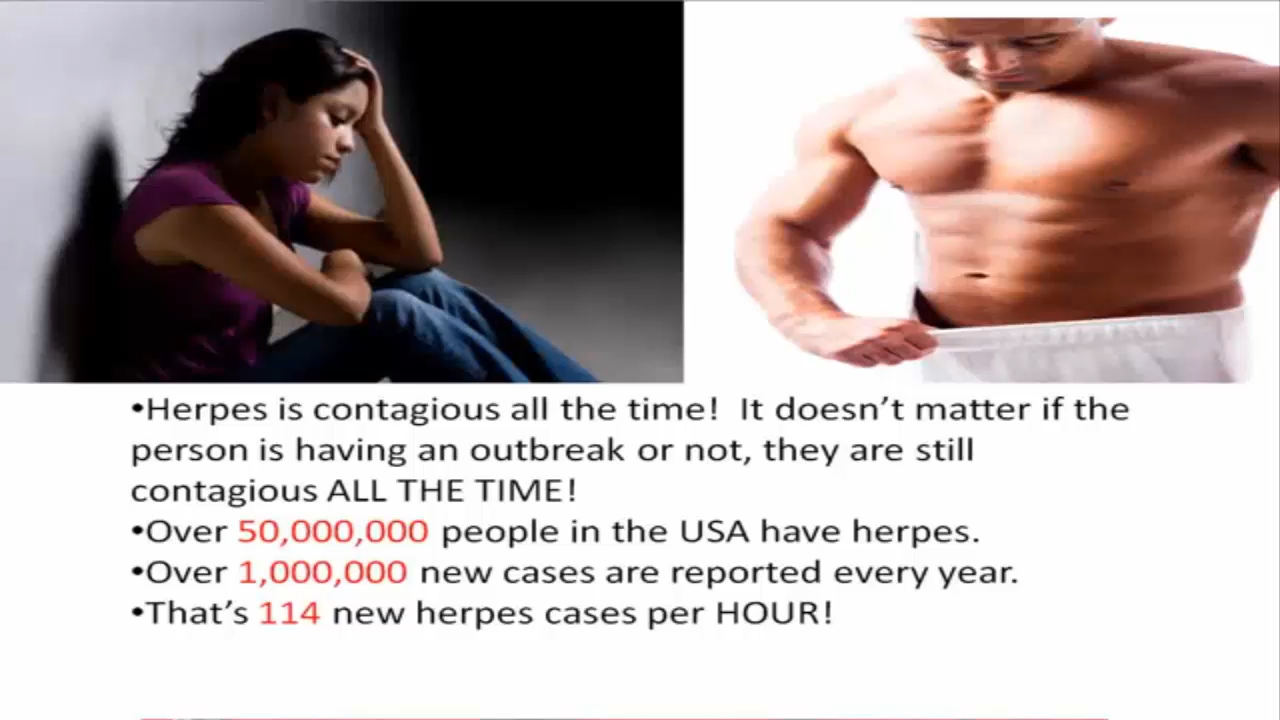 •Herpes is contagious all the time!  It doesn’t matter if the
person is having an outbreak or not, they are still
contagious ALL THE TIME!
•Over 50,000,000 people in the USA have herpes.
•Over 1,000,000 new cases are reported every year.
•That’s 114 new herpes cases per HOUR!